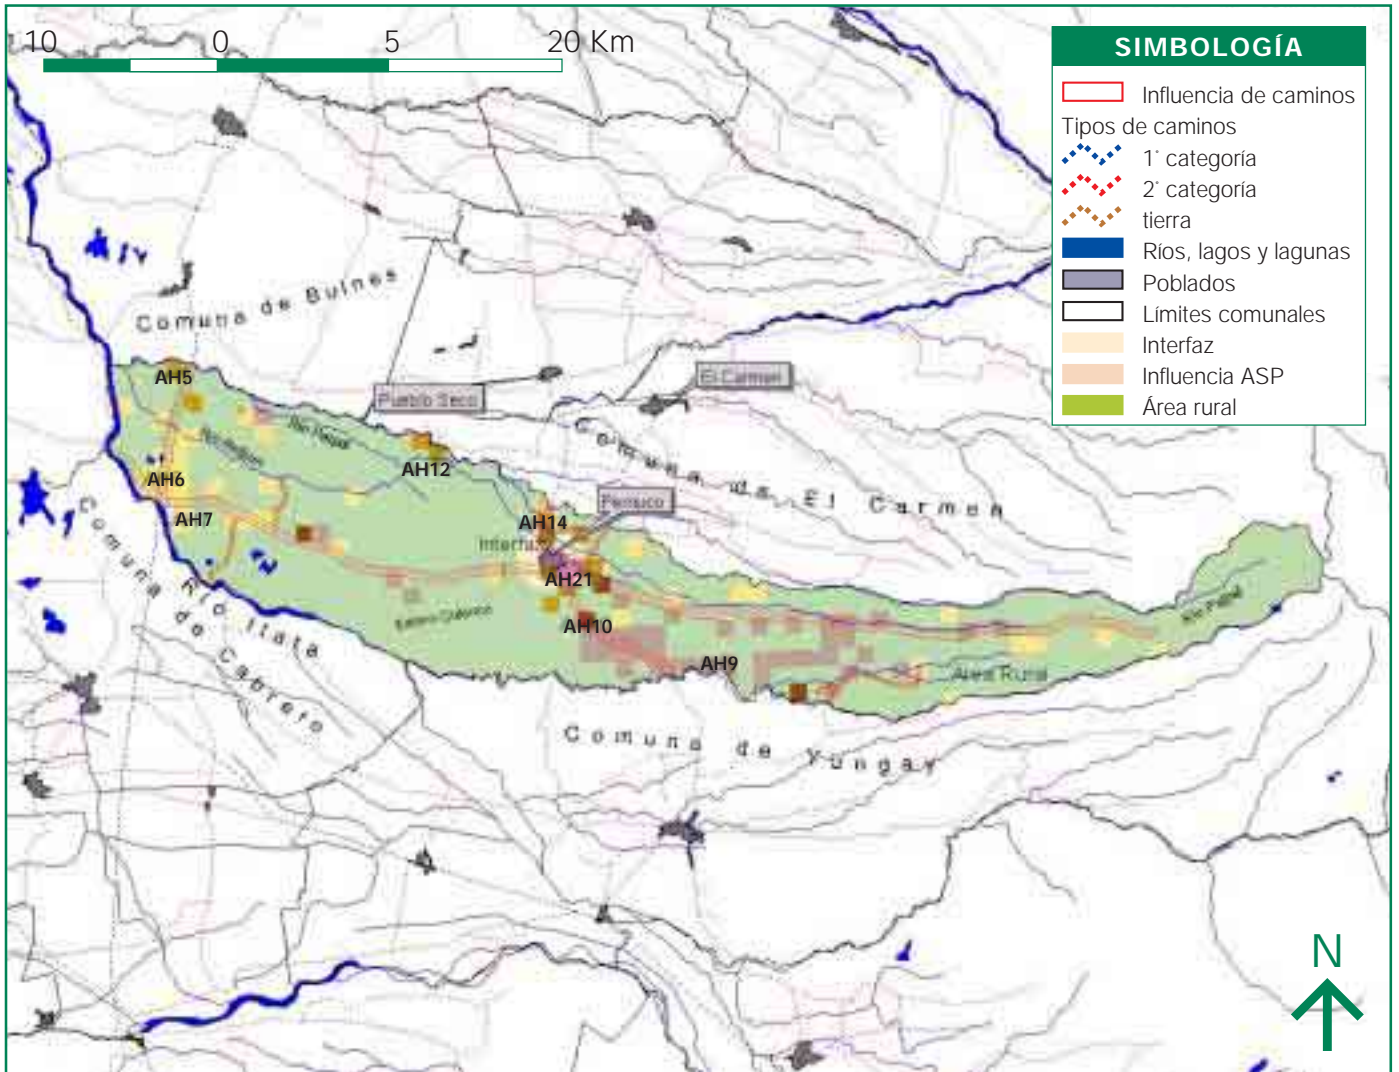 10 0 5 20 Km
SIMBOLOGÍA
Influencia de caminos
Tipos de caminos
1° categoría
2° categoría
tierra
Ríos, lagos y lagunas
Poblados
Límites comunales
Interfaz
Influencia ASP
Área rural
Comuna de Bulnes
AH5
Pueblo Seco
El Carmen
Comuna de El Carmen
AH12
AH6
AH7
Pemuco
AH14
Interfaz
AH21
AH10
AH9
Area Rural
Río Itata
Comuna de Cabrero
Comuna de Yungay
N